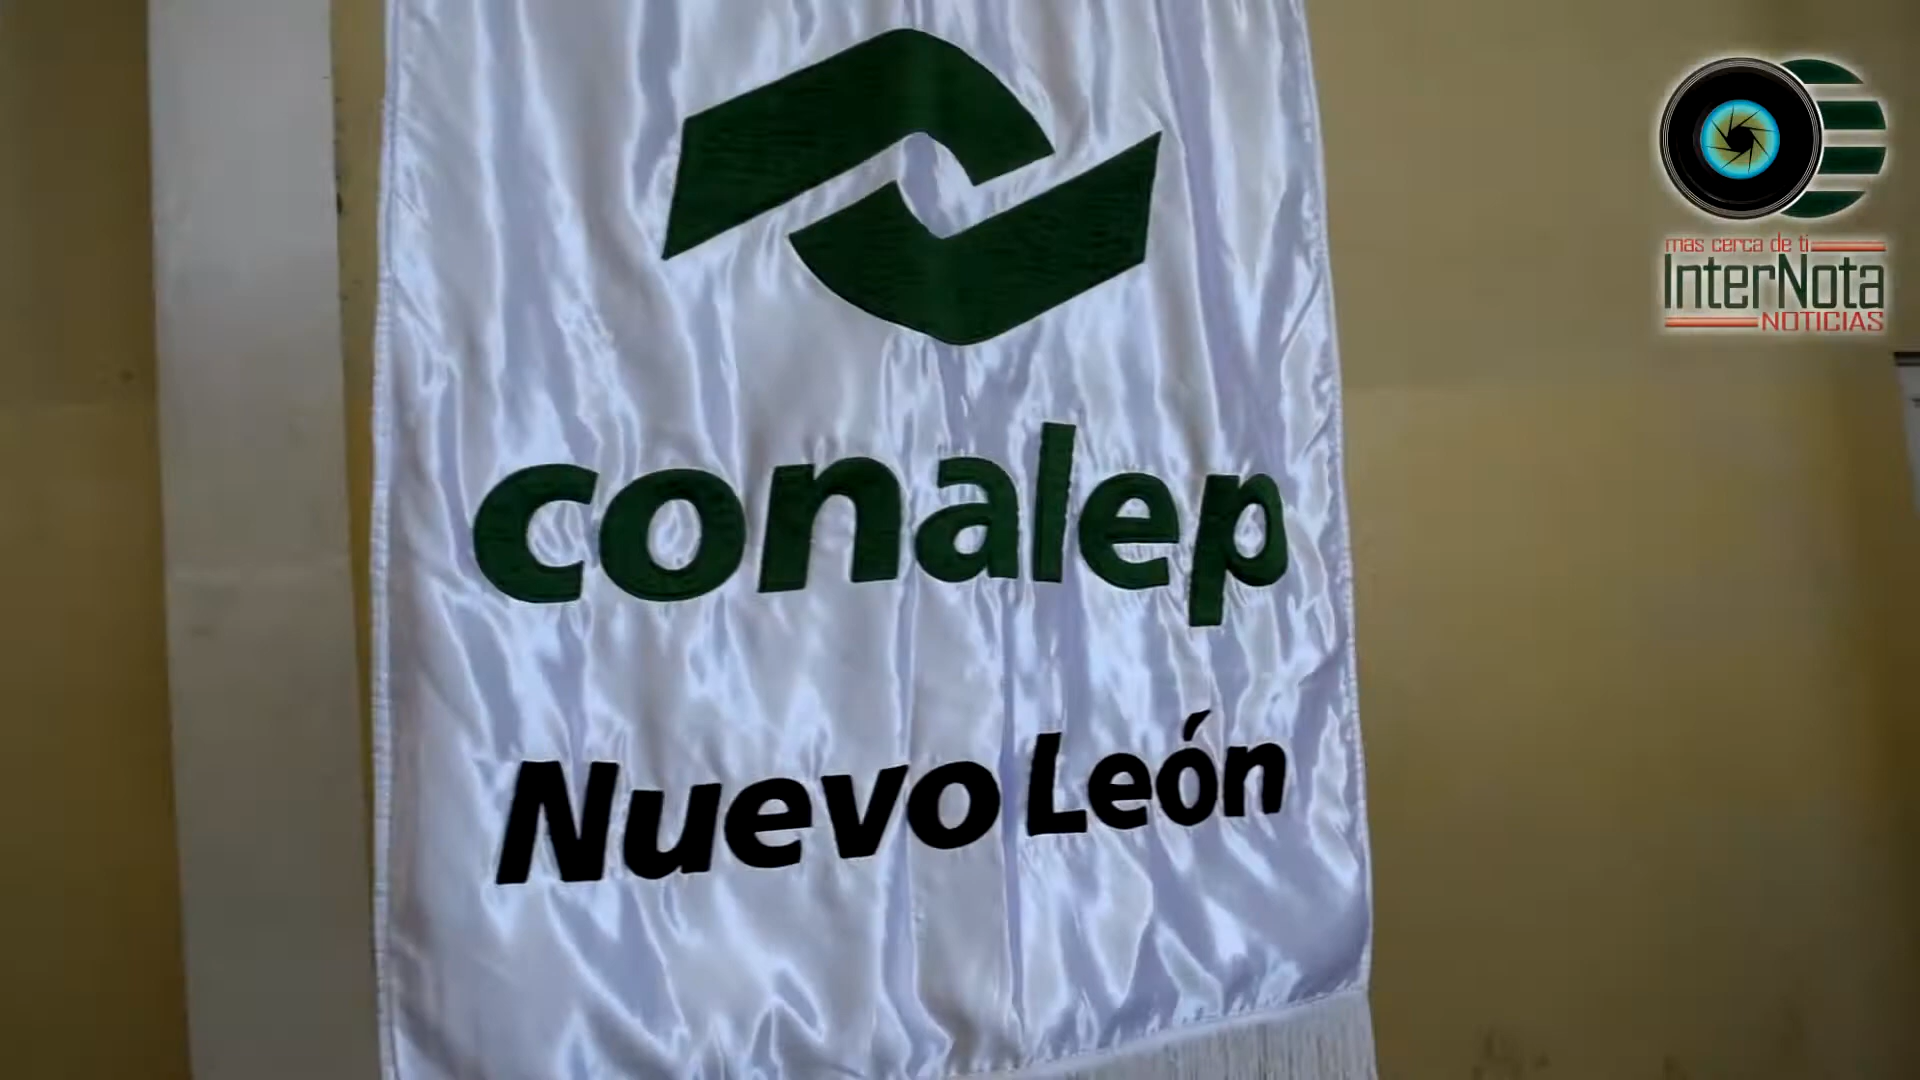 conalep
Nuevo León
mas cerca de ti
InterNota
NOTICIAS